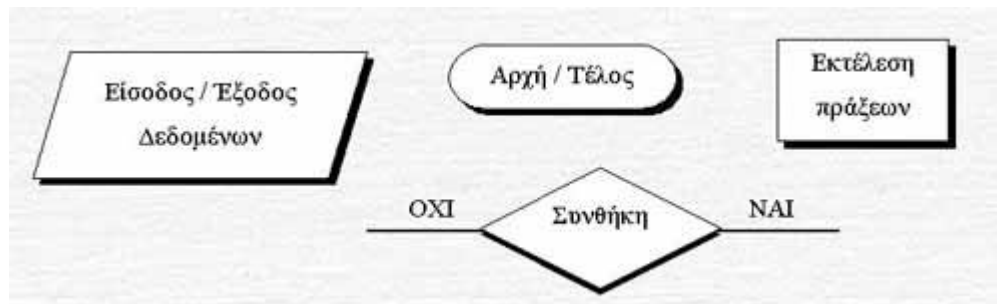 Είσοδος / Έξοδος
Δεδομένων
Αρχή / Τέλος
Εκτέλεση
πράξεων
ΟΧΙ
Συνθήκη
ΝΑΙ